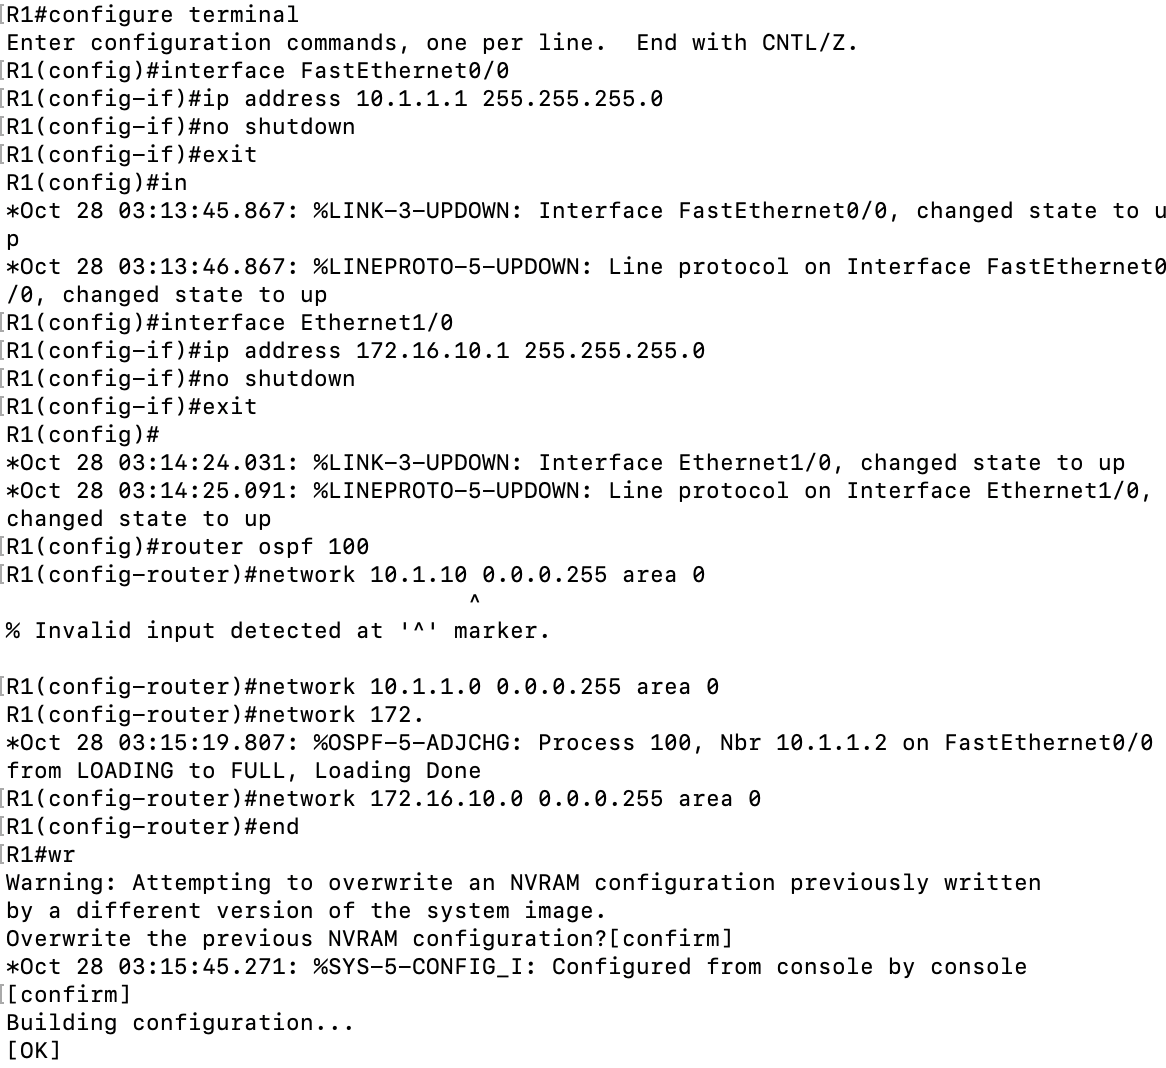 [R1#configure terminal
Enter configuration commands, one per line.  End with CNTL/Z.
[R1(config)#interface FastEthernet0/0
[R1(config-if)#ip address 10.1.1.1 255.255.255.0
[R1(config-if)#no shutdown
[R1(config-if)#exit
R1(config)#in
*Oct 28 03:13:45.867: %LINK-3-UPDOWN: Interface FastEthernet0/0, changed state to u
p
*Oct 28 03:13:46.867: %LINEPROTO-5-UPDOWN: Line protocol on Interface FastEthernet0
/0, changed state to up
[R1(config)#interface Ethernet1/0
[R1(config-if)#ip address 172.16.10.1 255.255.255.0
[R1(config-if)#no shutdown
[R1(config-if)#exit
R1(config)#
*Oct 28 03:14:24.031: %LINK-3-UPDOWN: Interface Ethernet1/0, changed state to up
*Oct 28 03:14:25.091: %LINEPROTO-5-UPDOWN: Line protocol on Interface Ethernet1/0,
changed state to up
[R1(config)#router ospf 100
[R1(config-router)#network 10.1.10 0.0.0.255 area 0
^
% Invalid input detected at '^' marker.
[R1(config-router)#network 10.1.1.0 0.0.0.255 area 0
R1(config-router)#network 172.
*Oct 28 03:15:19.807: %OSPF-5-ADJCHG: Process 100, Nbr 10.1.1.2 on FastEthernet0/0
from LOADING to FULL, Loading Done
[R1(config-router)#network 172.16.10.0 0.0.0.255 area 0
[R1(config-router)#end
[R1#wr
Warning: Attempting to overwrite an NVRAM configuration previously written
by a different version of the system image.
Overwrite the previous NVRAM configuration?[confirm]
*Oct 28 03:15:45.271: %SYS-5-CONFIG_I: Configured from console by console
[[confirm]
Building configuration...
[OK]